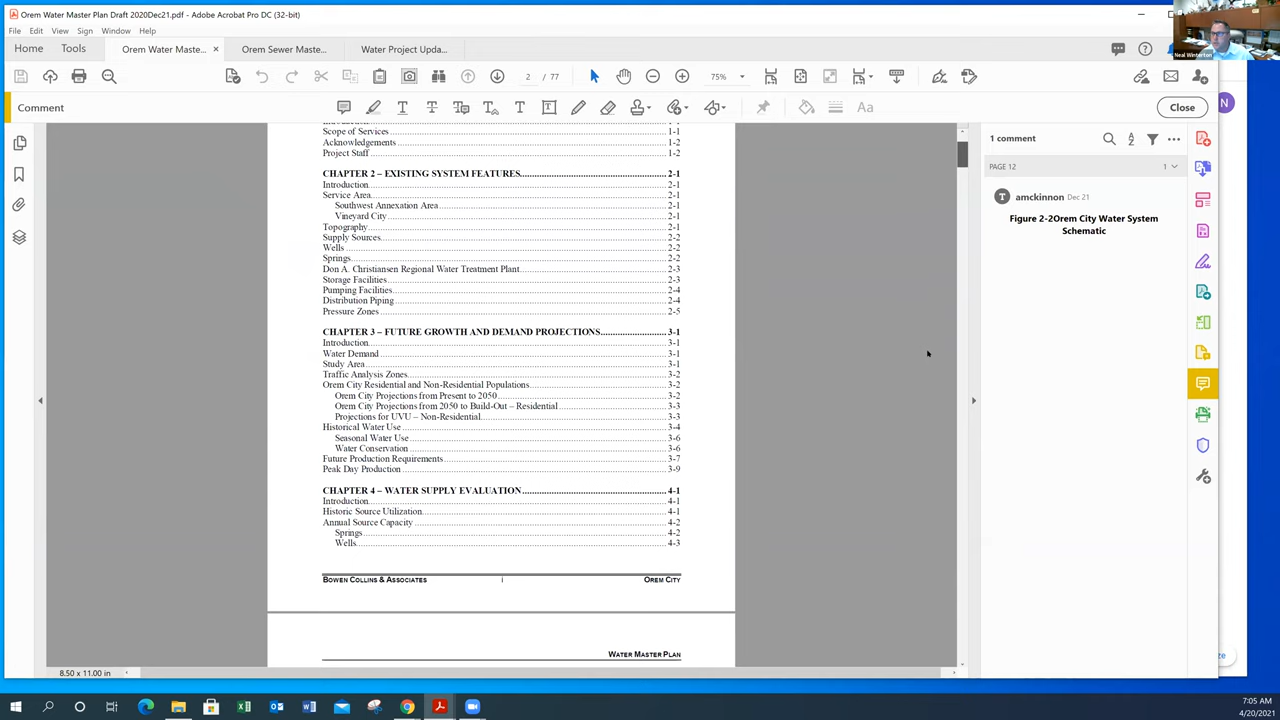 Orem Water Master Plan Draft 2020Dec21.pdf - Adobe Acrobat Pro DC (32-bit)
File Edit View Sign Window Help
Home Tools Orem Water Maste... × Orem Sewer Maste... Water Project Upda...
Neal Winterton
2 / 77 75%
Comment Aa Close
N
Scope of Services 1-1
Acknowledgements 1-2
Project Staff 1-2
CHAPTER 2 – EXISTING SYSTEM FEATURES 2-1
Introduction 2-1
Service Area 2-1
Southwest Annexation Area 2-1
Vineyard City 2-1
Topography 2-1
Supply Sources 2-2
Wells 2-2
Springs 2-2
Don A. Christiansen Regional Water Treatment Plant 2-3
Storage Facilities 2-3
Pumping Facilities 2-4
Distribution Piping 2-4
Pressure Zones 2-5
CHAPTER 3 – FUTURE GROWTH AND DEMAND PROJECTIONS 3-1
Introduction 3-1
Water Demand 3-1
Study Area 3-1
Traffic Analysis Zones 3-2
Orem City Residential and Non-Residential Populations 3-2
Orem City Projections from Present to 2050 3-2
Orem City Projections from 2050 to Build-Out – Residential 3-3
Projections for UVU – Non-Residential 3-3
Historical Water Use 3-4
Seasonal Water Use 3-6
Water Conservation 3-6
Future Production Requirements 3-7
Peak Day Production 3-9
CHAPTER 4 – WATER SUPPLY EVALUATION 4-1
Introduction 4-1
Historic Source Utilization 4-1
Annual Source Capacity 4-2
Springs 4-2
Wells 4-3
BOWEN COLLINS & ASSOCIATES i OREM CITY
WATER MASTER PLAN
1 comment
PAGE 12 1
T amckinnon Dec 21
Figure 2-2Orem City Water System
Schematic
8.50 x 11.00 in
7:05 AM
4/20/2021